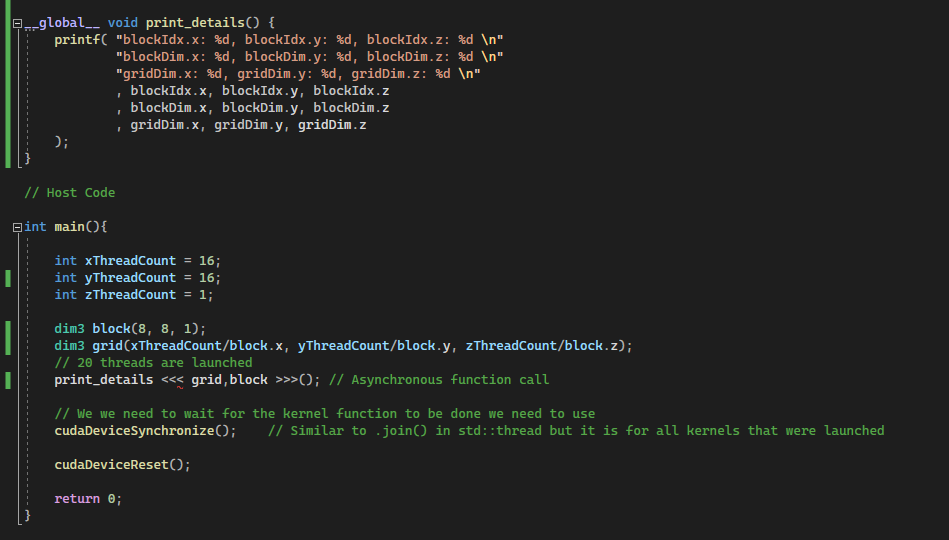 __global__ void print_details() {
    printf( "blockIdx.x: %d, blockIdx.y: %d, blockIdx.z: %d \n"
            "blockDim.x: %d, blockDim.y: %d, blockDim.z: %d \n"
            "gridDim.x: %d, gridDim.y: %d, gridDim.z: %d \n"
            , blockIdx.x, blockIdx.y, blockIdx.z
            , blockDim.x, blockDim.y, blockDim.z
            , gridDim.x, gridDim.y, gridDim.z
    );
}
// Host Code
int main(){
    int xThreadCount = 16;
    int yThreadCount = 16;
    int zThreadCount = 1;
    dim3 block(8, 8, 1);
    dim3 grid(xThreadCount/block.x, yThreadCount/block.y, zThreadCount/block.z);
    // 20 threads are launched
    print_details <<< grid,block >>>(); // Asynchronous function call
    // We we need to wait for the kernel function to be done we need to use
    cudaDeviceSynchronize();    // Similar to .join() in std::thread but it is for all kernels that were launched
    cudaDeviceReset();
    return 0;
}